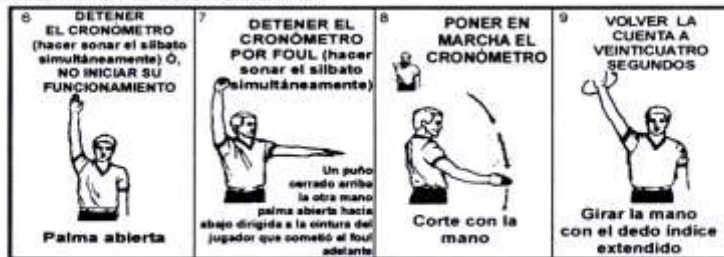 6
DETENER
EL CRONÓMETRO
(hacer sonar el silbato
simultáneamente) Ó,
NO INICIAR SU
FUNCIONAMIENTO
Palma abierta
7
DETENER EL
CRONÓMETRO
POR FOUL (hacer
sonar el silbato
simultáneamente)
Un puño
cerrado arriba
la otra mano
palma abierta hacia
abajo dirigida a la cintura del
jugador que cometió el foul
adelante
8
PONER EN
MARCHA EL
CRONÓMETRO
Corte con la
mano
9
VOLVER LA
CUENTA A
VEINTICUATRO
SEGUNDOS
Girar la mano
con el dedo índice
extendido